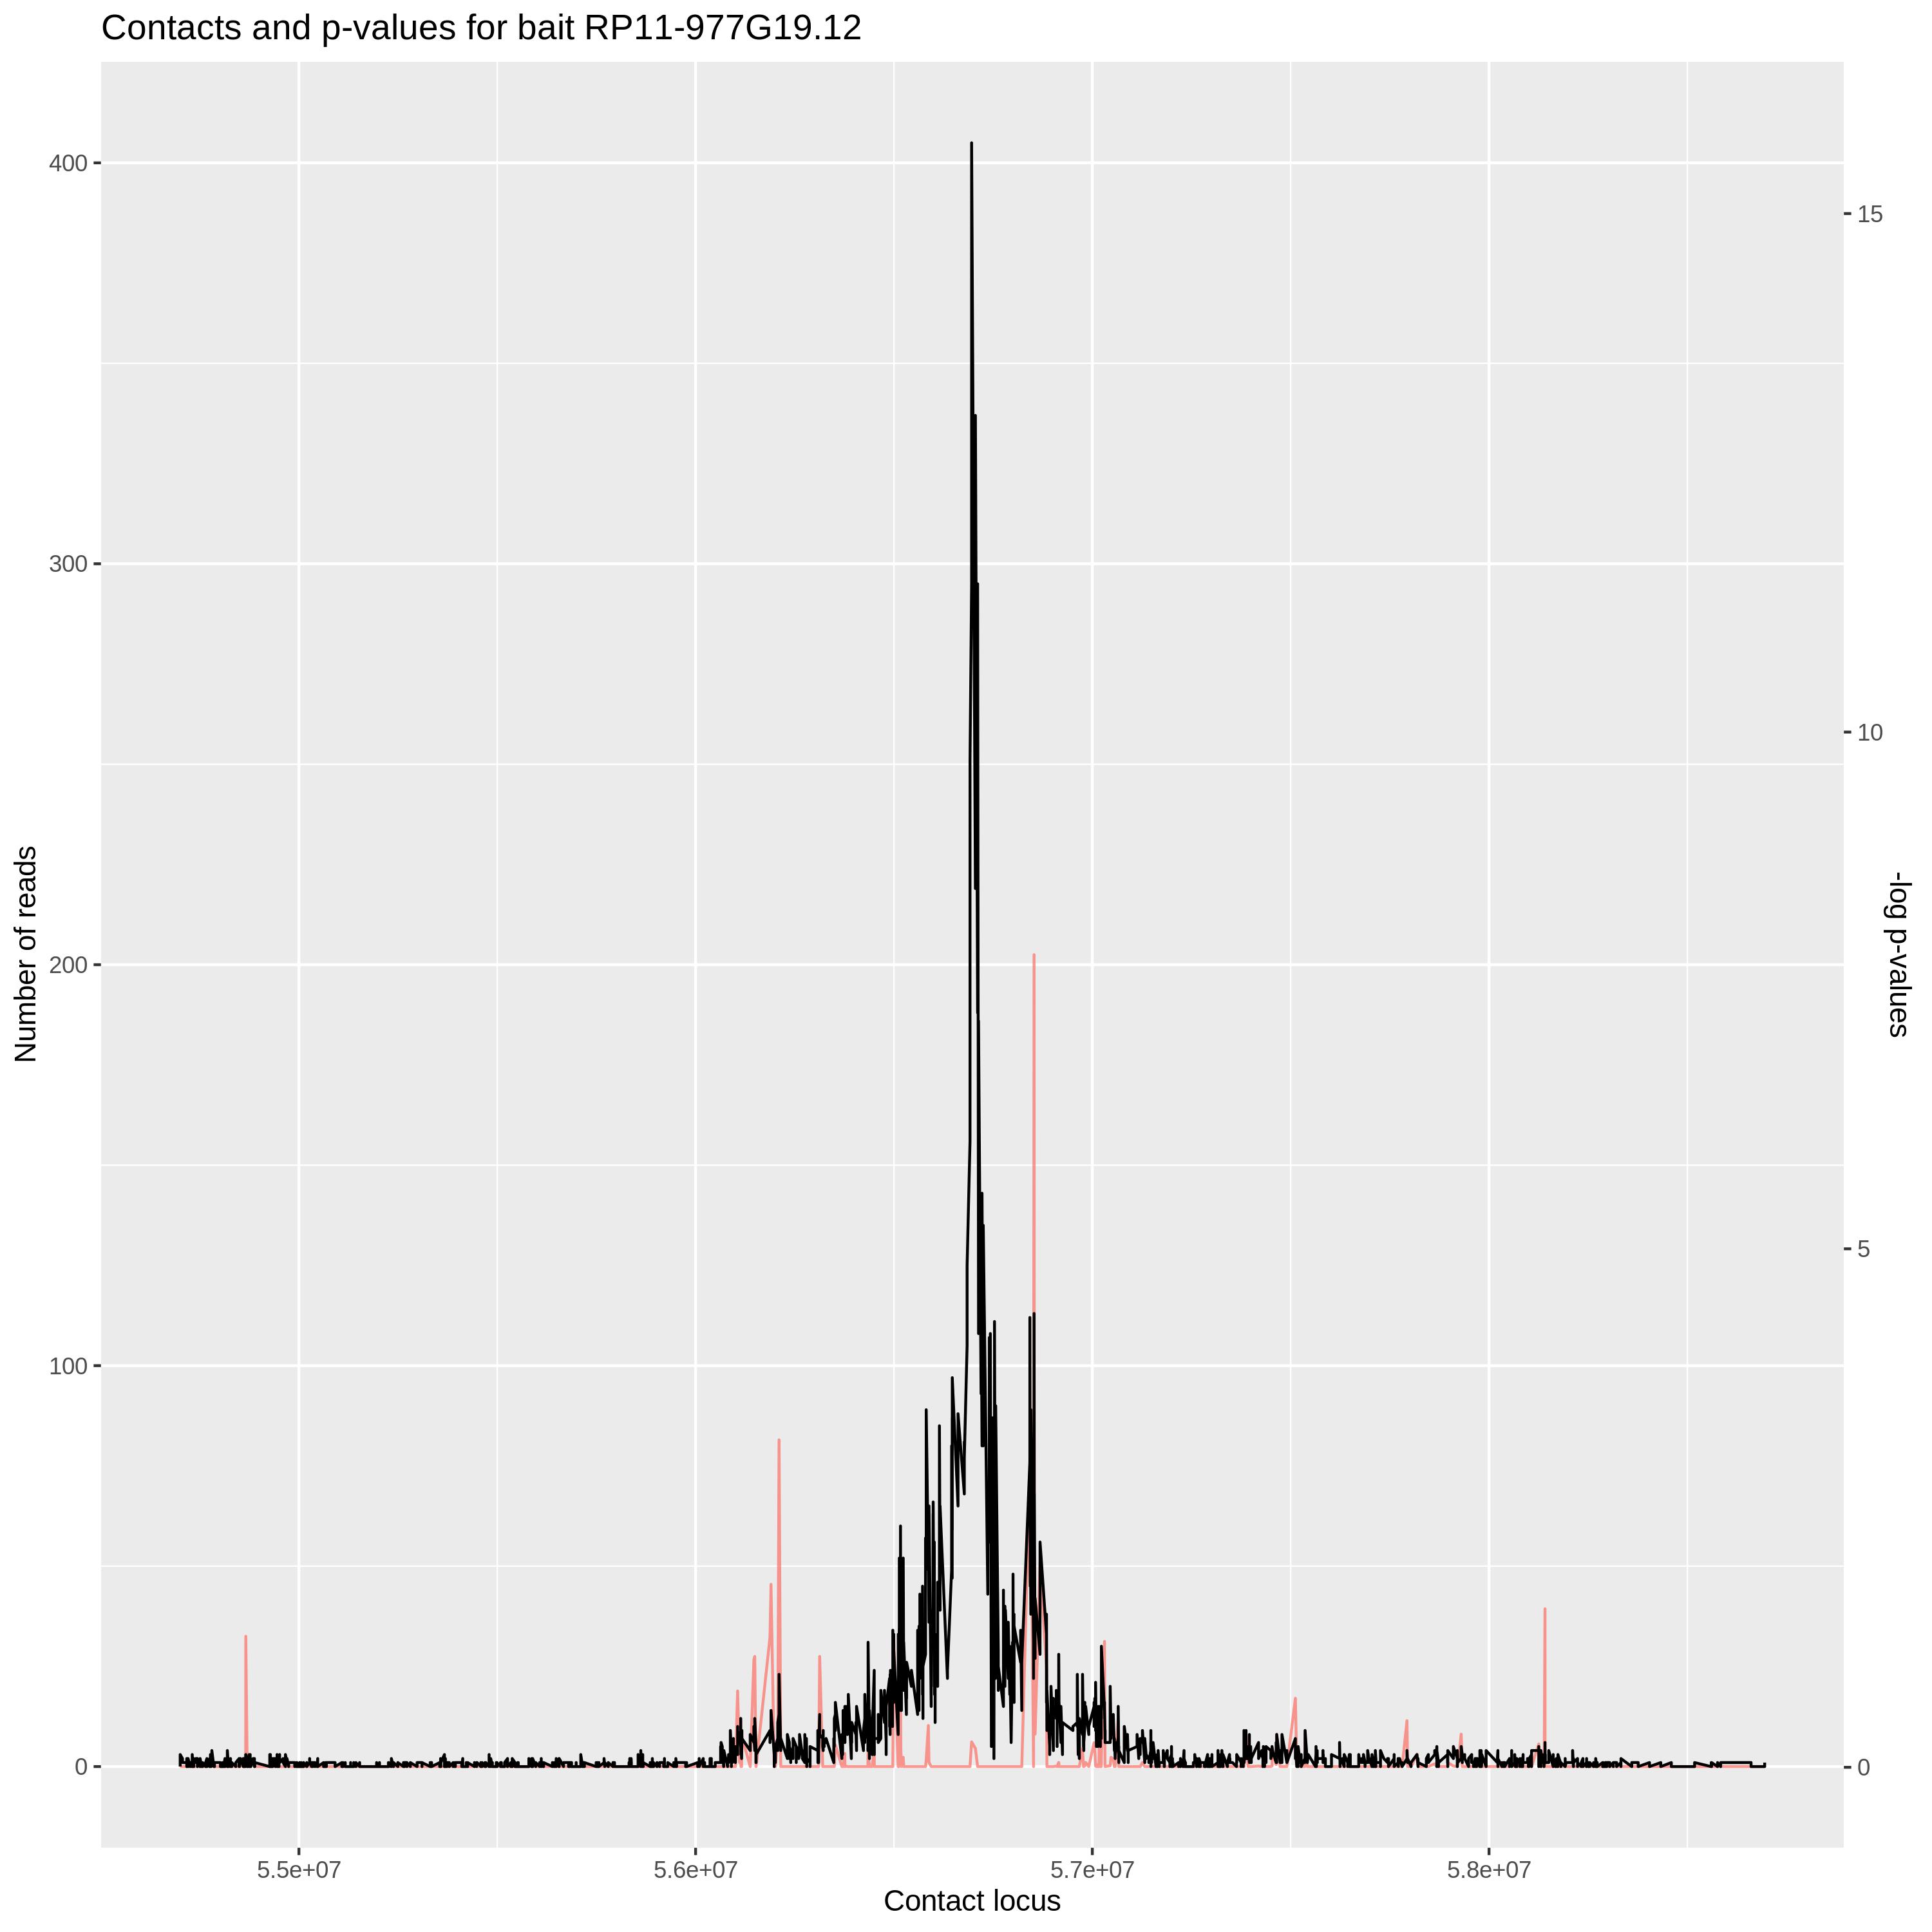 Contacts and p-values for bait RP11-977G19.12
400
300
200
100
0
Number of reads
15
10
5
0
-log p-values
5.5e+07
5.6e+07
5.7e+07
5.8e+07
Contact locus